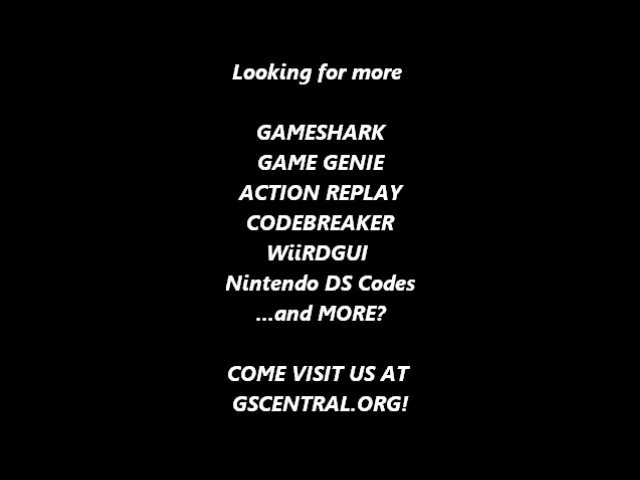 Looking for more
GAMESHARK
GAME GENIE
ACTION REPLAY
CODEBREAKER
WiiRDGUI
Nintendo DS Codes
...and MORE?
COME VISIT US AT
GSCENTRAL.ORG!